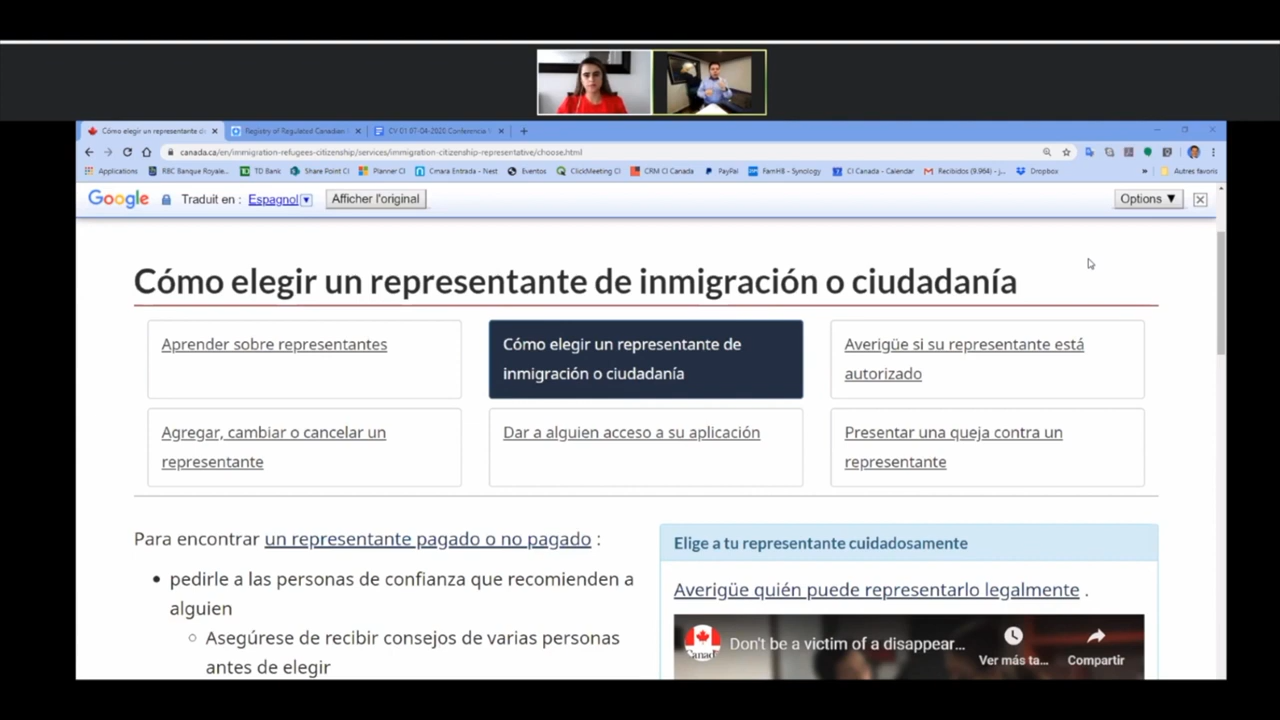 Cómo elegir un representante de
Registry of Regulated Canadian
CV 01 07-04-2020 Conferencia
canada.ca/en/immigration-refugees-citizenship/services/immigration-citizenship-representative/choose.html
Applications RBC Banque Royale... TD Bank Share Point CI Planner CI Cmara Entrada - Nest Eventos ClickMeeting CI CRM CI Canada PayPal FarnH8 - Synology CI Canada - Calendar Recibidos (9.964) - j... Dropbox » Autres favoris
Google Traduit en : Espagnol Afficher l'original Options ▼
Cómo elegir un representante de inmigración o ciudadanía
Aprender sobre representantes
Cómo elegir un representante de
inmigración o ciudadanía
Averigüe si su representante está
autorizado
Agregar, cambiar o cancelar un
representante
Dar a alguien acceso a su aplicación
Presentar una queja contra un
representante
Para encontrar un representante pagado o no pagado :
• pedirle a las personas de confianza que recomienden a
alguien
○ Asegúrese de recibir consejos de varias personas
antes de elegir
Elige a tu representante cuidadosamente
Averigüe quién puede representarlo legalmente .
Don't be a victim of a disappear...
Ver más ta...
Compartir